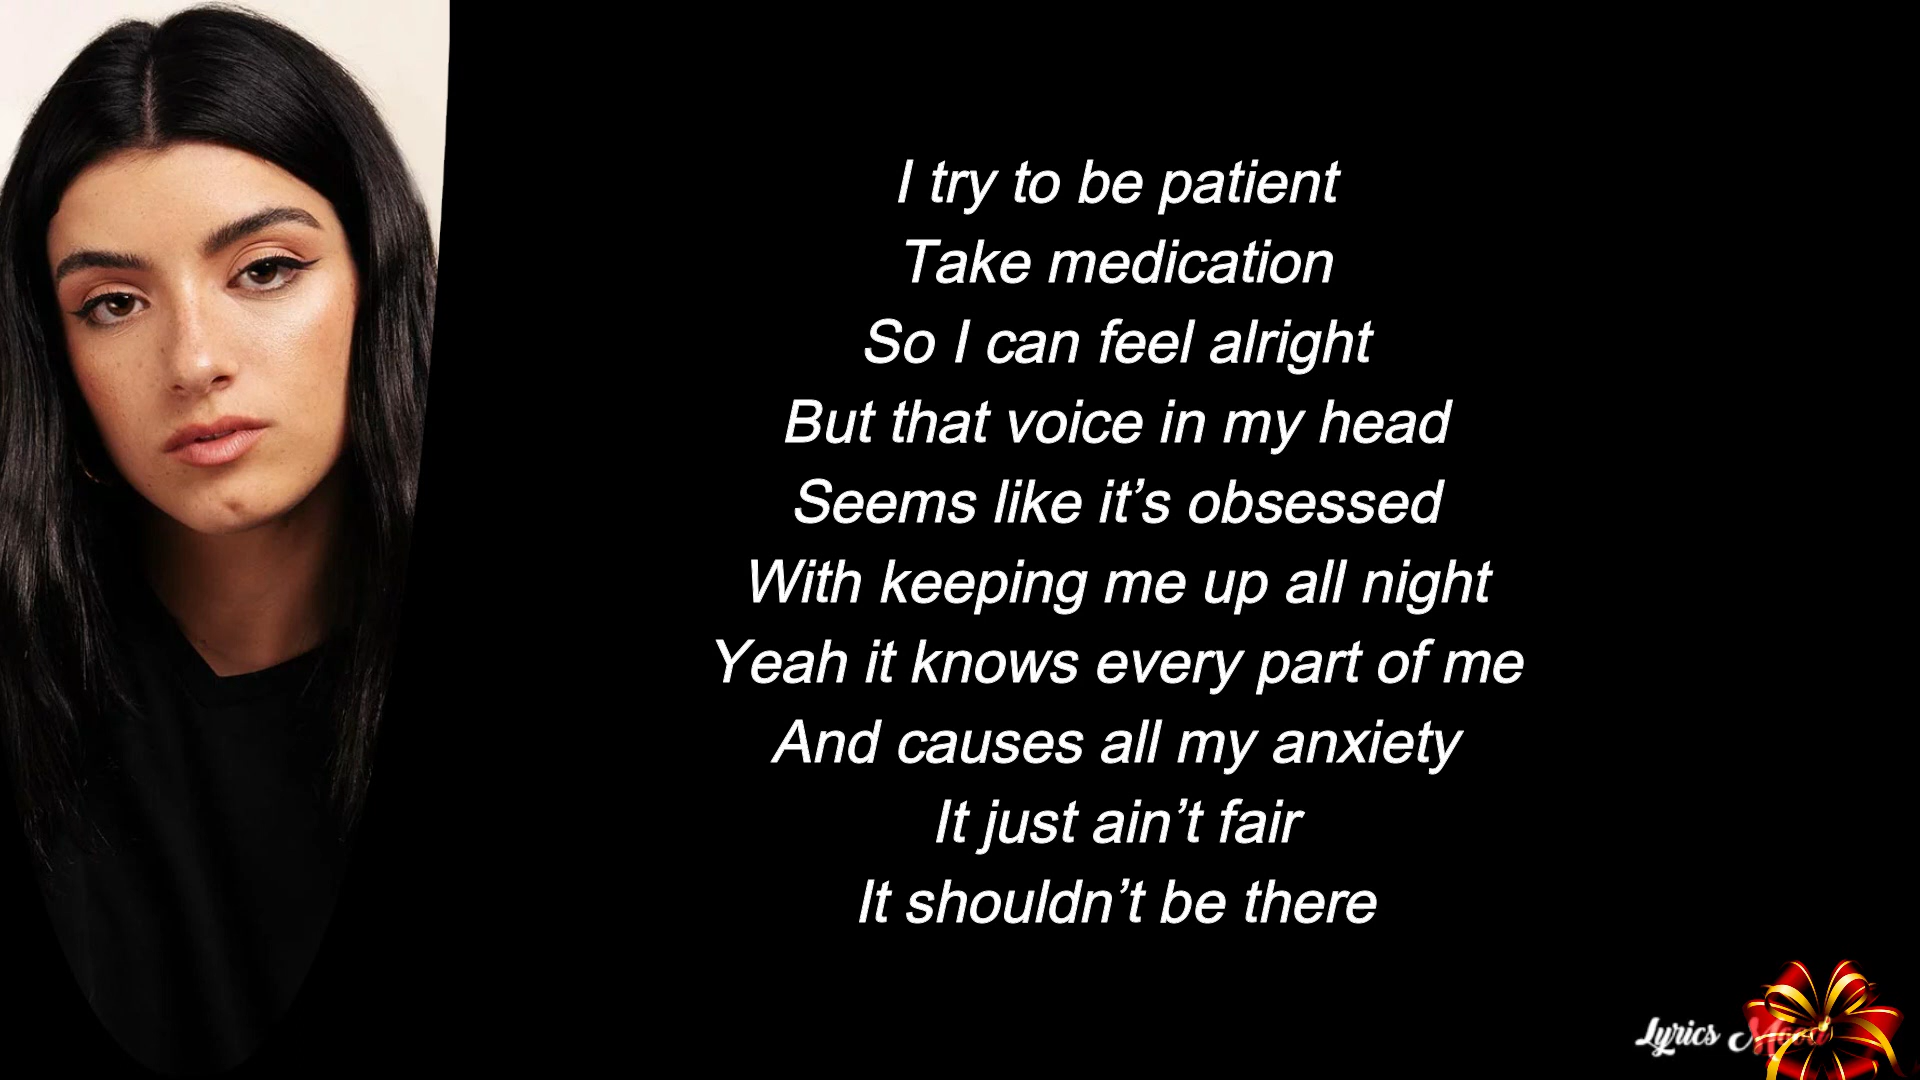 I try to be patient
Take medication
So I can feel alright
But that voice in my head
Seems like it’s obsessed
With keeping me up all night
Yeah it knows every part of me
And causes all my anxiety
It just ain’t fair
It shouldn’t be there
Lyrics Mood